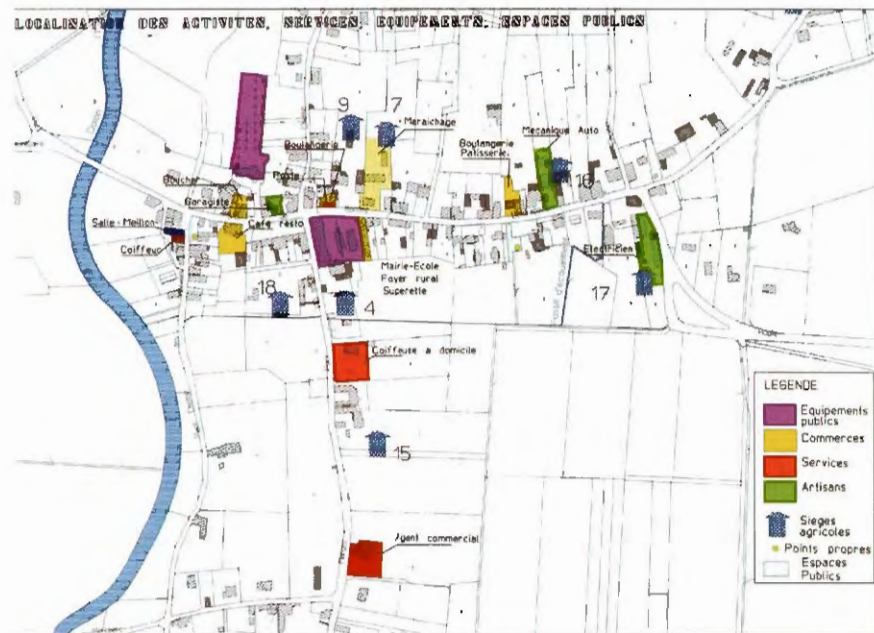 LOCALISATION DES ACTIVITES, SERVICES, EQUIPEMENTS, ESPACES PUBLICS
9
7
Maraichage
Boulangerie
Poste
Boucher
Garagiste
Boulangerie
Patisserie.
Mecanique Auto
16
Salle-Meillon
Coiffeur
Cafe resto
Mairie-Ecole
Foyer rural
Superette
Electricien
17
18
4
Coiffeuse a domicile
15
Agent commercial
Route
LEGENDE
Equipements
publics
Commerces
Services
Artisans
Sieges
agricoles
Points propres
Espaces
Publics